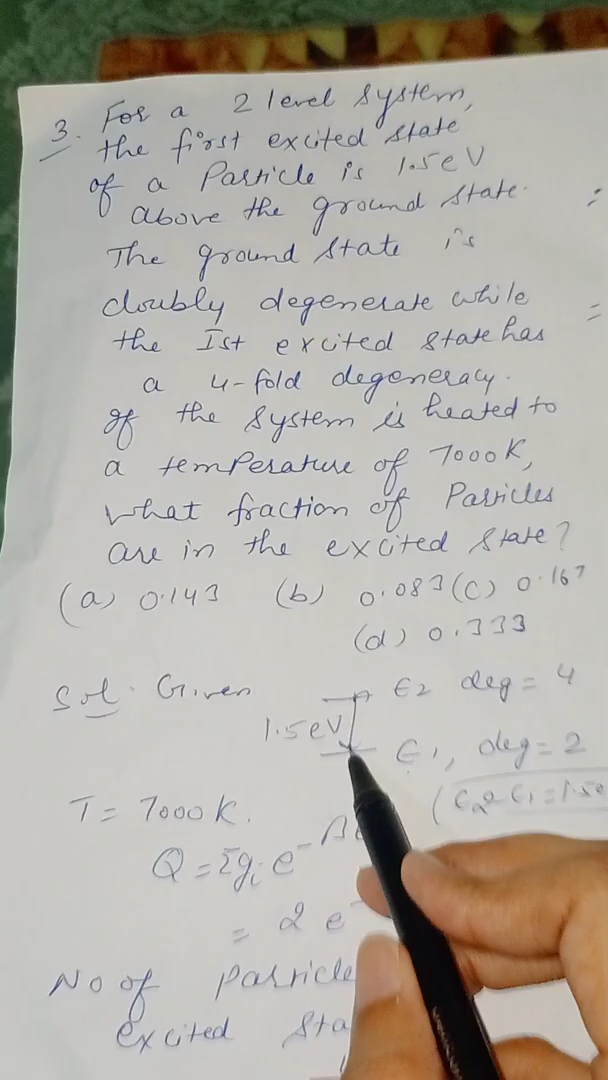 3. For a 2 level system,
the first excited state
of a Particle is 1.5eV
above the ground state.
The ground state is
doubly degenerate while
the Ist excited state has
a 4-fold degeneracy.
If the system is heated to
a temperature of 7000K,
what fraction of Particles
are in the excited state?
(a) 0.143 (b) 0.083 (c) 0.167
(d) 0.333
Sol. Given
ϵ2 deg = 4
1.5eV
ϵ1, deg = 2
T = 7000K.
(ϵ2-ϵ1=1.5e
Q = Σgi e^-β
= 2 e^-
No of particle
excited sta